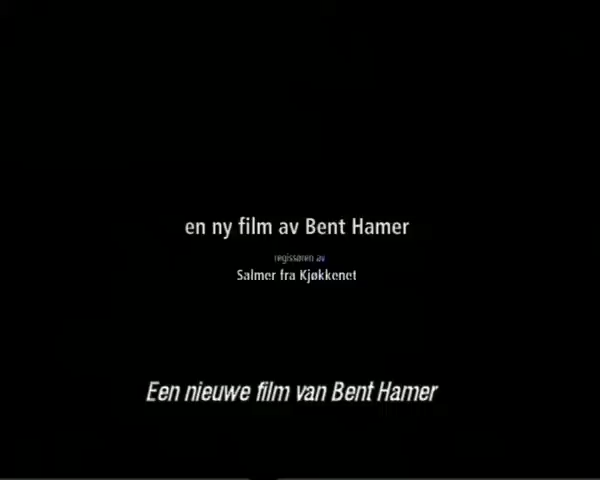 en ny film av Bent Hamer
regissøren av
Salmer fra Kjøkkenet
Een nieuwe film van Bent Hamer